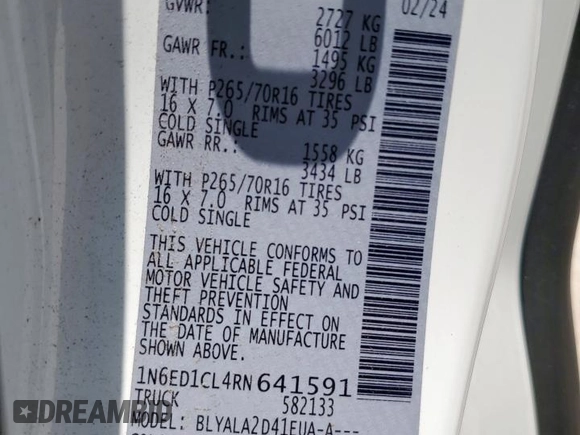 02/24
GVWR: 2727 KG
6012 LB
GAWR FR.: 1495 KG
3296 LB
WITH P265/70R16 TIRES
16 X 7.0 RIMS AT 35 PSI
COLD SINGLE
GAWR RR.: 1558 KG
3434 LB
WITH P265/70R16 TIRES
16 X 7.0 RIMS AT 35 PSI
COLD SINGLE
THIS VEHICLE CONFORMS TO
ALL APPLICABLE FEDERAL
MOTOR VEHICLE SAFETY AND
THEFT PREVENTION
STANDARDS IN EFFECT ON
THE DATE OF MANUFACTURE
SHOWN ABOVE.
1N6ED1CL4RN641591
TRUCK 582133
MODEL: BLYALA2D41EUA-A---
RADARIZED.COM